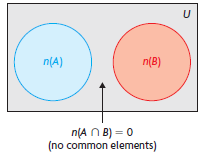 U
n(A) n(B)
n(A ∩ B) = 0
(no common elements)